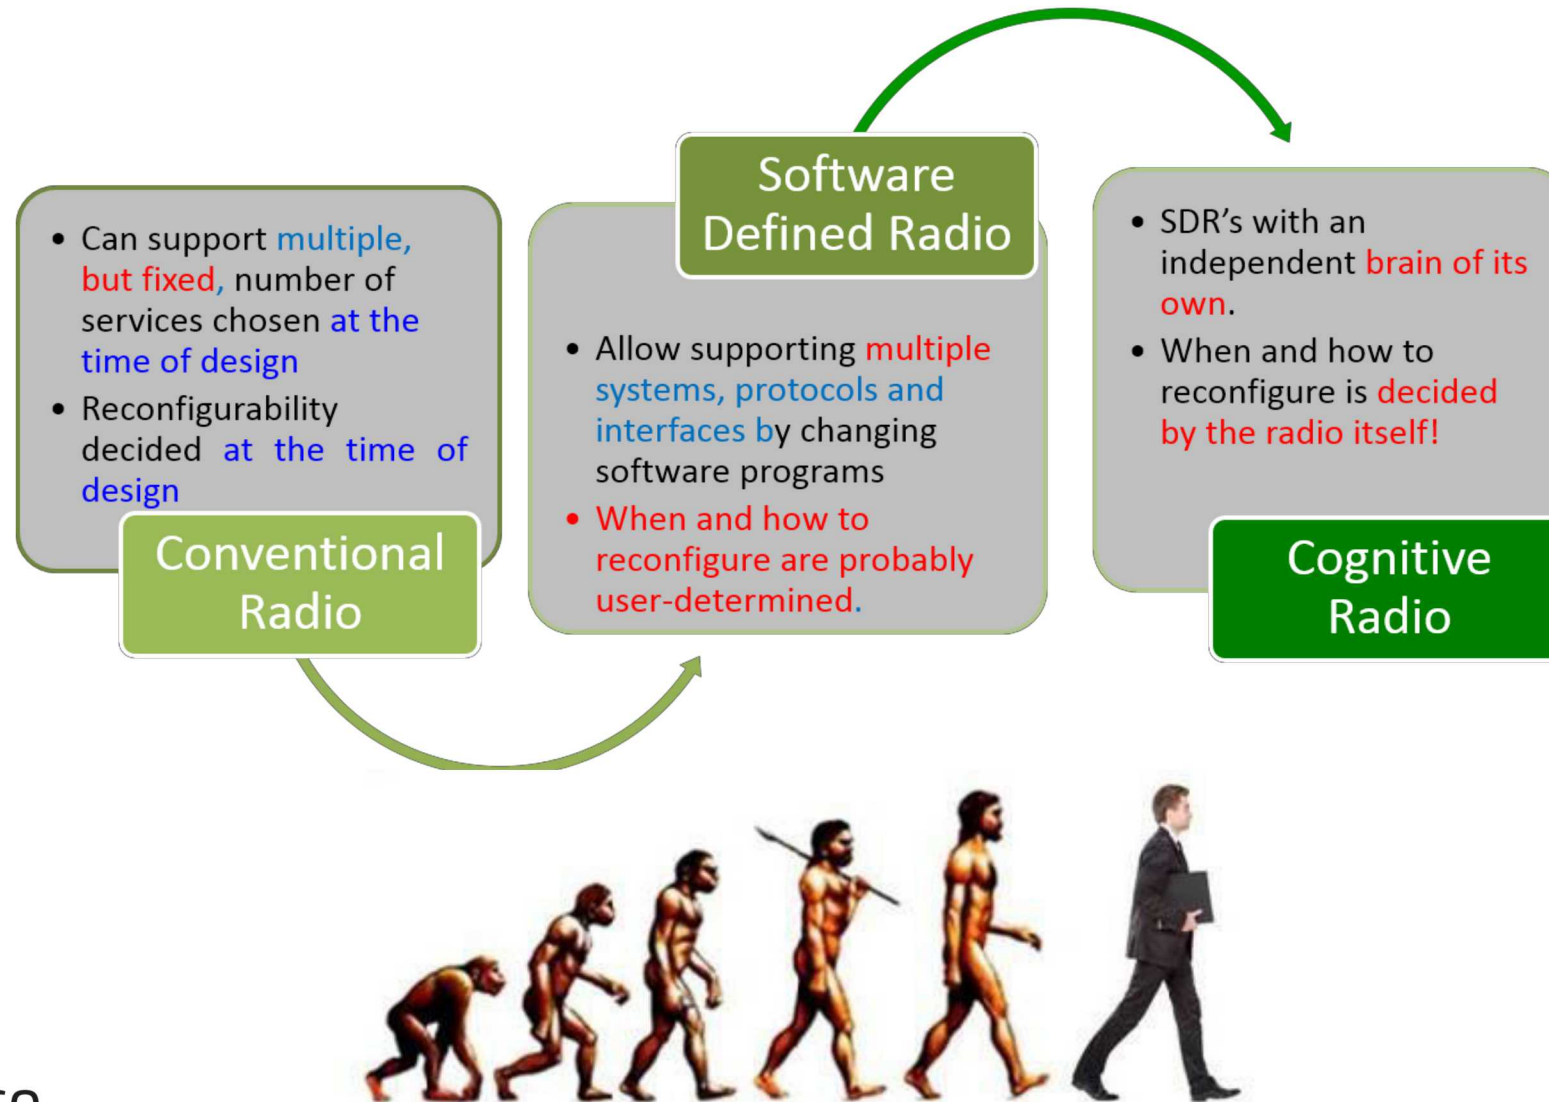 • Can support multiple,
but fixed, number of
services chosen at the
time of design
• Reconfigurability
decided at the time of
design
Conventional
Radio
Software
Defined Radio
• Allow supporting multiple
systems, protocols and
interfaces by changing
software programs
• When and how to
reconfigure are probably
user-determined.
• SDR’s with an
independent brain of its
own.
• When and how to
reconfigure is decided
by the radio itself!
Cognitive
Radio